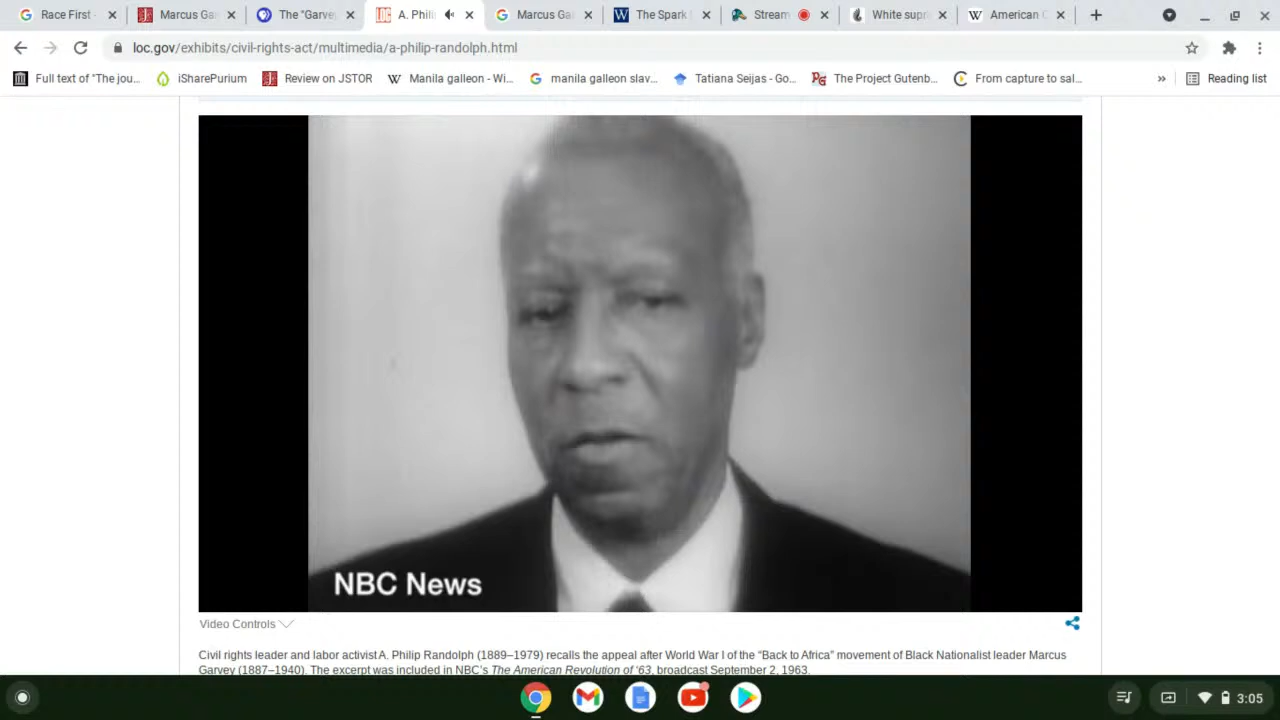 Race First -
Marcus Ga
The "Garve
A. Phili
Marcus Ga
The Spark
Stream
White supr
American C
loc.gov/exhibits/civil-rights-act/multimedia/a-philip-randolph.html
Full text of "The jou...
iSharePurium
Review on JSTOR
Manila galleon - Wi...
manila galleon slav...
Tatiana Seijas - Go...
The Project Gutenb...
From capture to sal...
»
Reading list
NBC News
Video Controls
Civil rights leader and labor activist A. Philip Randolph (1889–1979) recalls the appeal after World War I of the “Back to Africa” movement of Black Nationalist leader Marcus
Garvey (1887–1940). The excerpt was included in NBC’s The American Revolution of ‘63, broadcast September 2, 1963.
3:05